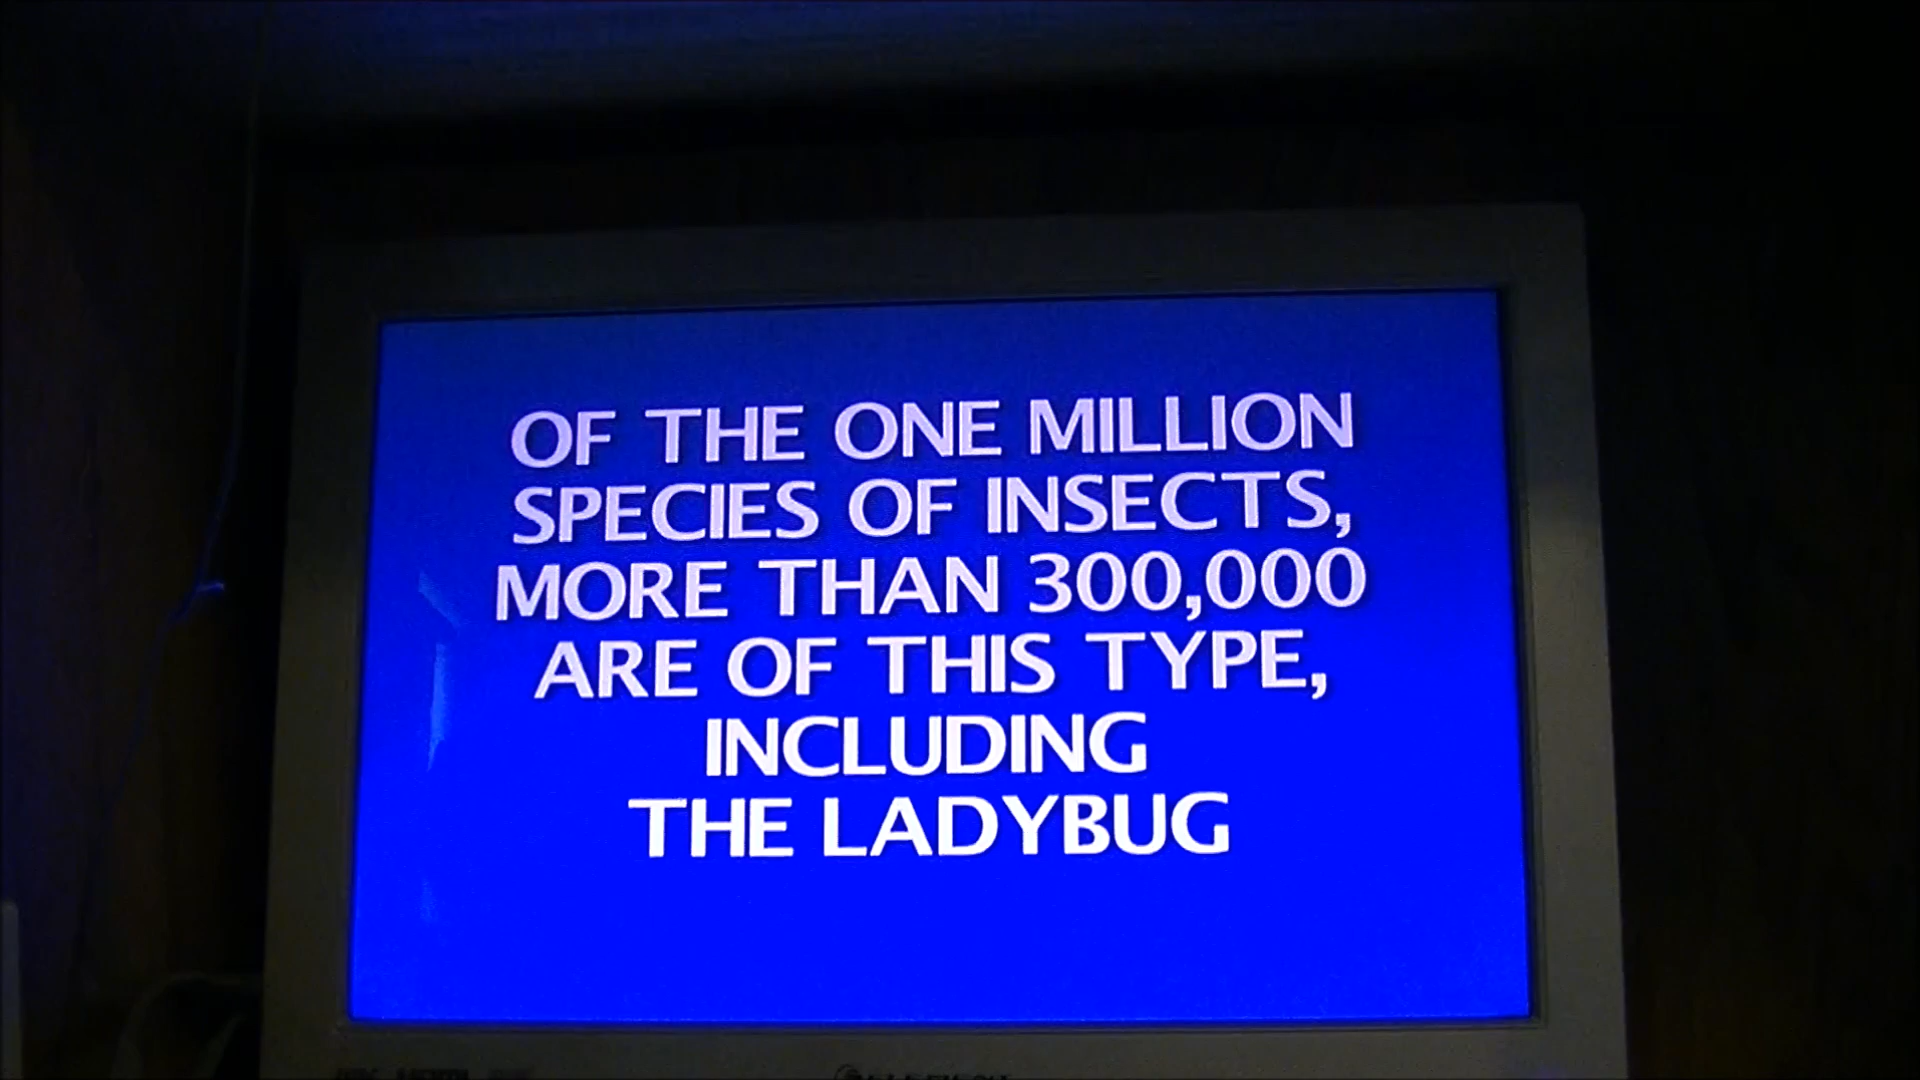 OF THE ONE MILLION
SPECIES OF INSECTS,
MORE THAN 300,000
ARE OF THIS TYPE,
INCLUDING
THE LADYBUG